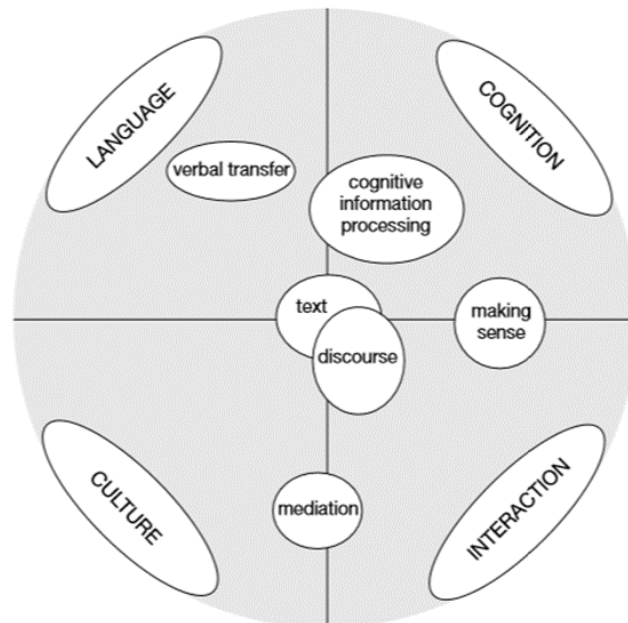 LANGUAGE
COGNITION
verbal transfer
cognitive
information
processing
text
making
sense
discourse
CULTURE
mediation
INTERACTION